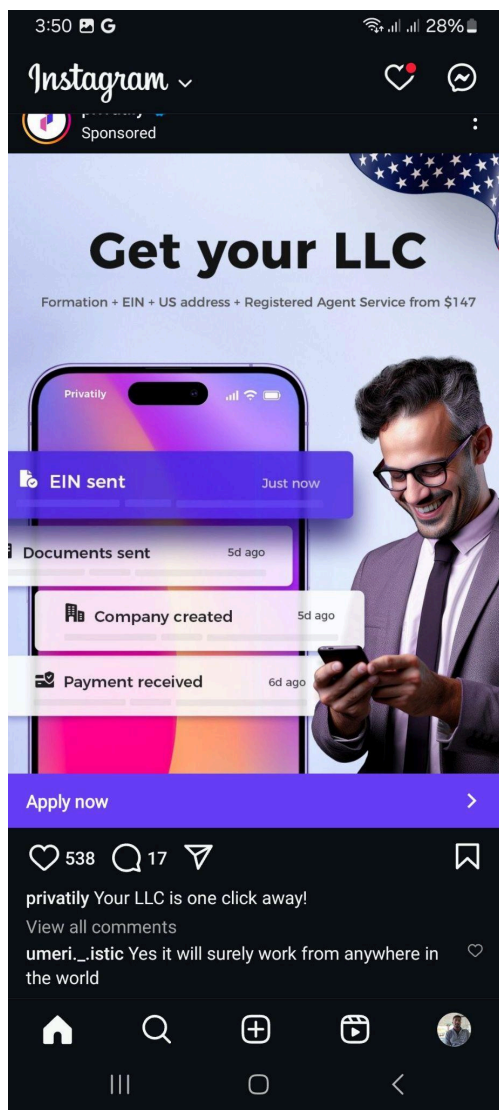 3:50 G 28%
Instagram
Sponsored
Get your LLC
Formation + EIN + US address + Registered Agent Service from $147
Privatily
EIN sent Just now
Documents sent 5d ago
Company created 5d ago
Payment received 6d ago
Apply now
538 17
privatily Your LLC is one click away!
View all comments
umeri._.istic Yes it will surely work from anywhere in
the world